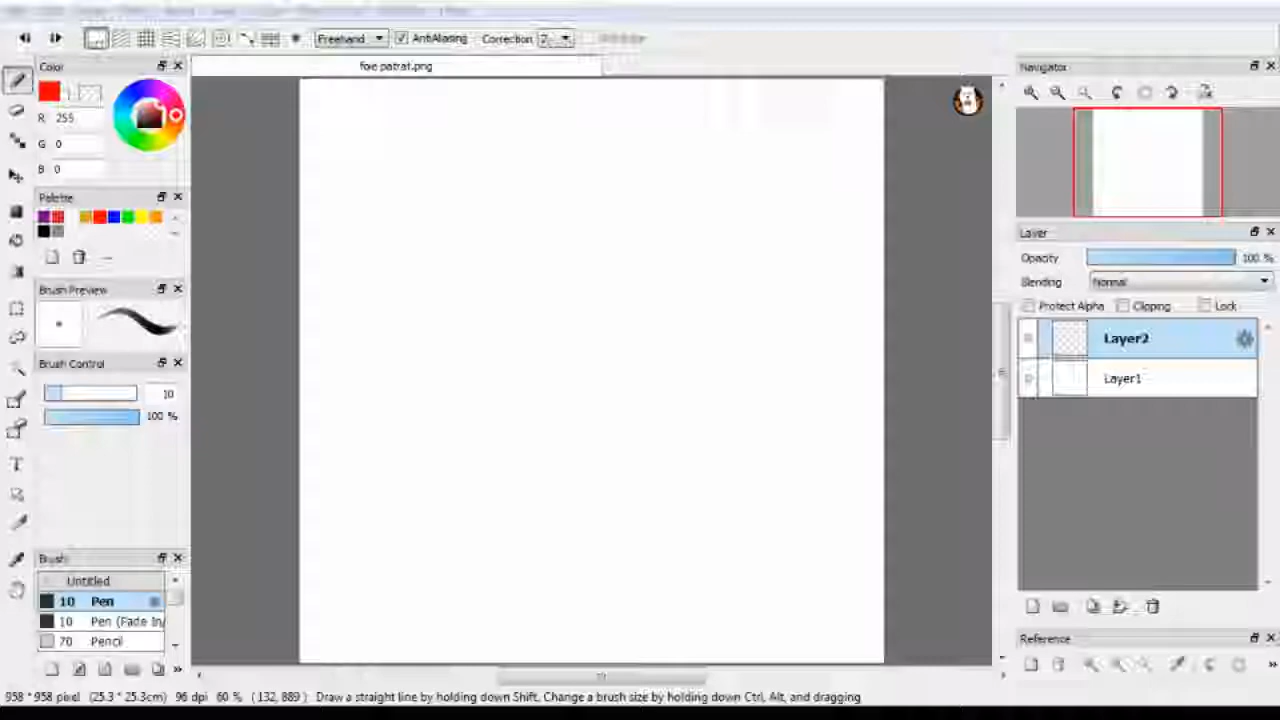 Freehand AntiAliasing Correction 7
Color
foie patrat.png
Navigator
R 255
G 0
B 0
Palette
Layer
Opacity 100 %
Blending Normal
Brush Preview
Protect Alpha Clipping Lock
Layer2
Brush Control
Layer1
10
100 %
Brush
Untitled
10 Pen
10 Pen (Fade In/
70 Pencil
Reference
958 * 958 pixel (25.3 * 25.3cm) 96 dpi 60 % ( 132, 889 ) Draw a straight line by holding down Shift, Change a brush size by holding down Ctrl, Alt, and dragging